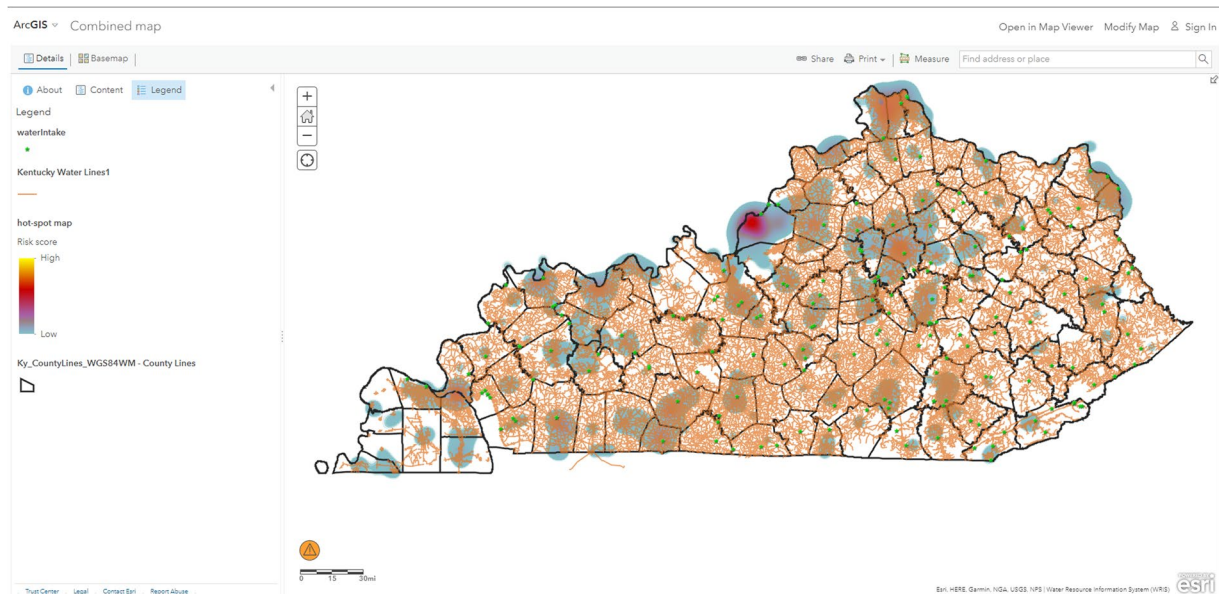 ArcGIS Combined map
Open in Map Viewer Modify Map Sign In
Details Basemap
Share Print Measure Find address or place
About Content Legend
Legend
waterIntake
Kentucky Water Lines1
hot-spot map
Risk score
High
Low
Ky_CountyLines_WGS84WM - County Lines
0 15 30mi
Trust Center Legal Contact Esri Report Abuse
Esri, HERE, Garmin, NGA, USGS, NPS | Water Resource Information System (WRIS)
esri